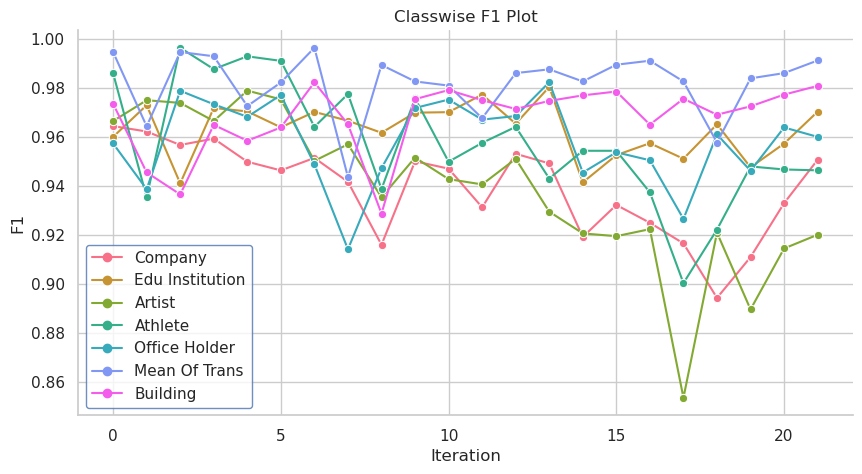 Classwise F1 Plot
1.00
0.98
0.96
0.94
0.92
0.90
0.88
0.86
F1
Company
Edu Institution
Artist
Athlete
Office Holder
Mean Of Trans
Building
0 5 10 15 20
Iteration